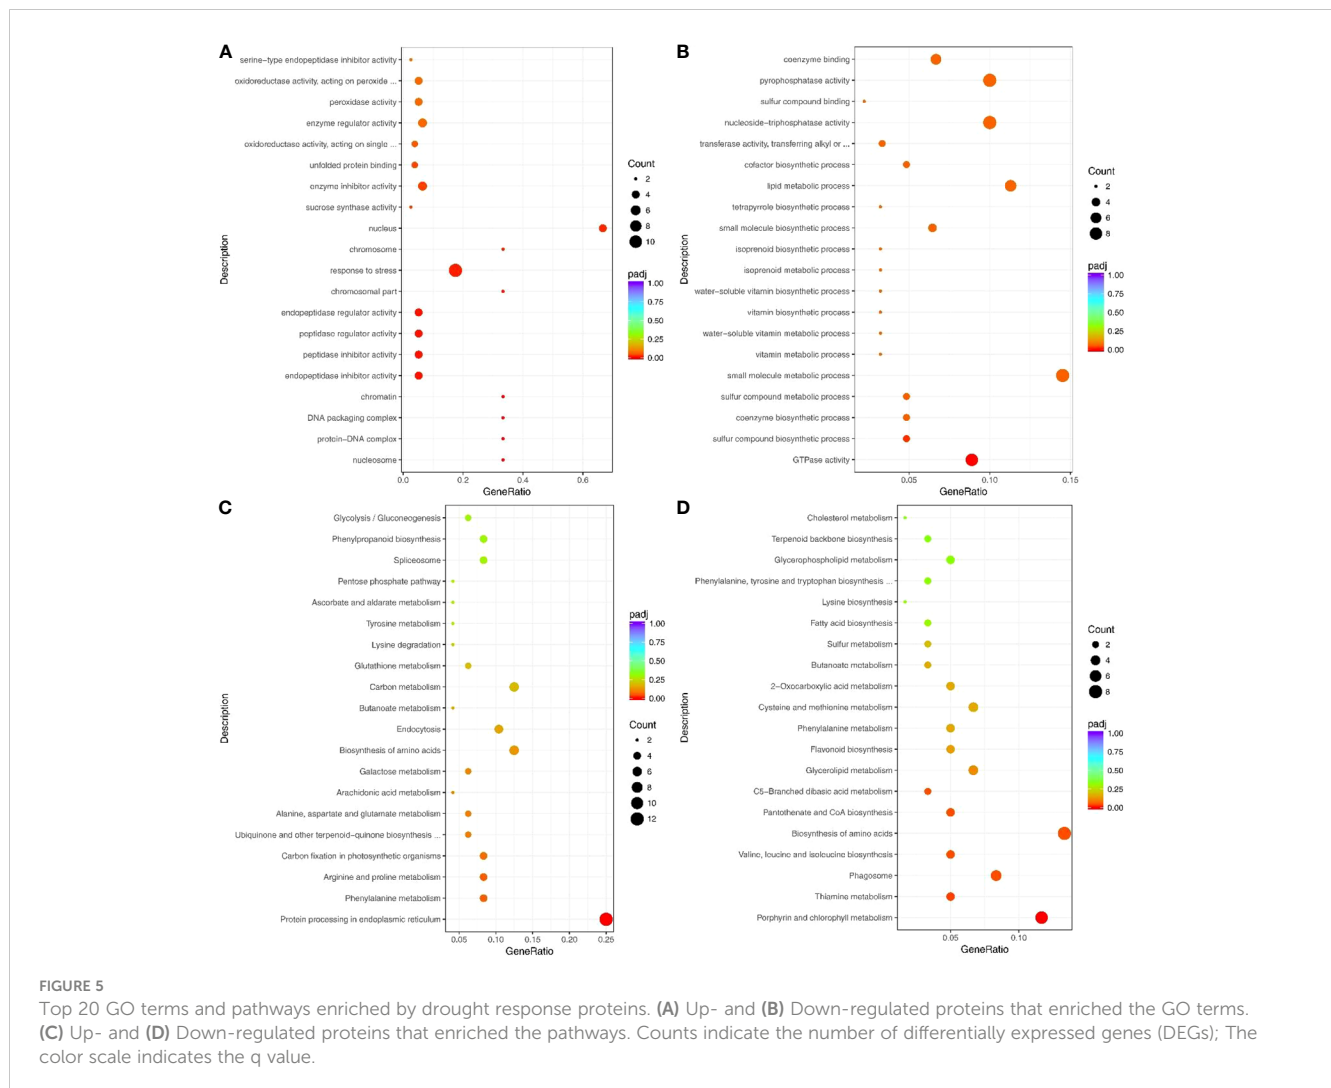 A
serine-type endopeptidase inhibitor activity
oxidoreductase activity, acting on peroxide ...
peroxidase activity
enzyme regulator activity
oxidoreductase activity, acting on single ...
unfolded protein binding
enzyme inhibitor activity
sucrose synthase activity
nucleus
chromosome
response to stress
chromosomal part
endopeptidase regulator activity
peptidase regulator activity
peptidase inhibitor activity
endopeptidase inhibitor activity
chromatin
DNA packaging complex
protein-DNA complex
nucleosome
Description
0.0 0.2 0.4 0.6
GeneRatio
Count
2
4
6
8
10
padj
1.00
0.75
0.50
0.25
0.00
B
coenzyme binding
pyrophosphatase activity
sulfur compound binding
nucleoside-triphosphatase activity
transferase activity, transferring alkyl or ...
cofactor biosynthetic process
lipid metabolic process
tetrapyrrole biosynthetic process
small molecule biosynthetic process
isoprenoid biosynthetic process
isoprenoid metabolic process
water-soluble vitamin biosynthetic process
vitamin biosynthetic process
water-soluble vitamin metabolic process
vitamin metabolic process
small molecule metabolic process
sulfur compound metabolic process
coenzyme biosynthetic process
sulfur compound biosynthetic process
GTPase activity
Description
0.05 0.10 0.15
GeneRatio
Count
2
4
6
8
padj
1.00
0.75
0.50
0.25
0.00
C
Glycolysis / Gluconeogenesis
Phenylpropanoid biosynthesis
Spliceosome
Pentose phosphate pathway
Ascorbate and aldarate metabolism
Tyrosine metabolism
Lysine degradation
Glutathione metabolism
Carbon metabolism
Butanoate metabolism
Endocytosis
Biosynthesis of amino acids
Galactose metabolism
Arachidonic acid metabolism
Alanine, aspartate and glutamate metabolism
Ubiquinone and other terpenoid-quinone biosynthesis ...
Carbon fixation in photosynthetic organisms
Arginine and proline metabolism
Phenylalanine metabolism
Protein processing in endoplasmic reticulum
Description
0.05 0.10 0.15 0.20 0.25
GeneRatio
padj
1.00
0.75
0.50
0.25
0.00
Count
2
4
6
8
10
12
D
Cholesterol metabolism
Terpenoid backbone biosynthesis
Glycerophospholipid metabolism
Phenylalanine, tyrosine and tryptophan biosynthesis ...
Lysine biosynthesis
Fatty acid biosynthesis
Sulfur metabolism
Butanoate metabolism
2-Oxocarboxylic acid metabolism
Cysteine and methionine metabolism
Phenylalanine metabolism
Flavonoid biosynthesis
Glycerolipid metabolism
C5-Branched dibasic acid metabolism
Pantothenate and CoA biosynthesis
Biosynthesis of amino acids
Valine, leucine and isoleucine biosynthesis
Phagosome
Thiamine metabolism
Porphyrin and chlorophyll metabolism
Description
0.05 0.10
GeneRatio
Count
2
4
6
8
padj
1.00
0.75
0.50
0.25
0.00
FIGURE 5
Top 20 GO terms and pathways enriched by drought response proteins. (A) Up- and (B) Down-regulated proteins that enriched the GO terms.
(C) Up- and (D) Down-regulated proteins that enriched the pathways. Counts indicate the number of differentially expressed genes (DEGs); The
color scale indicates the q value.